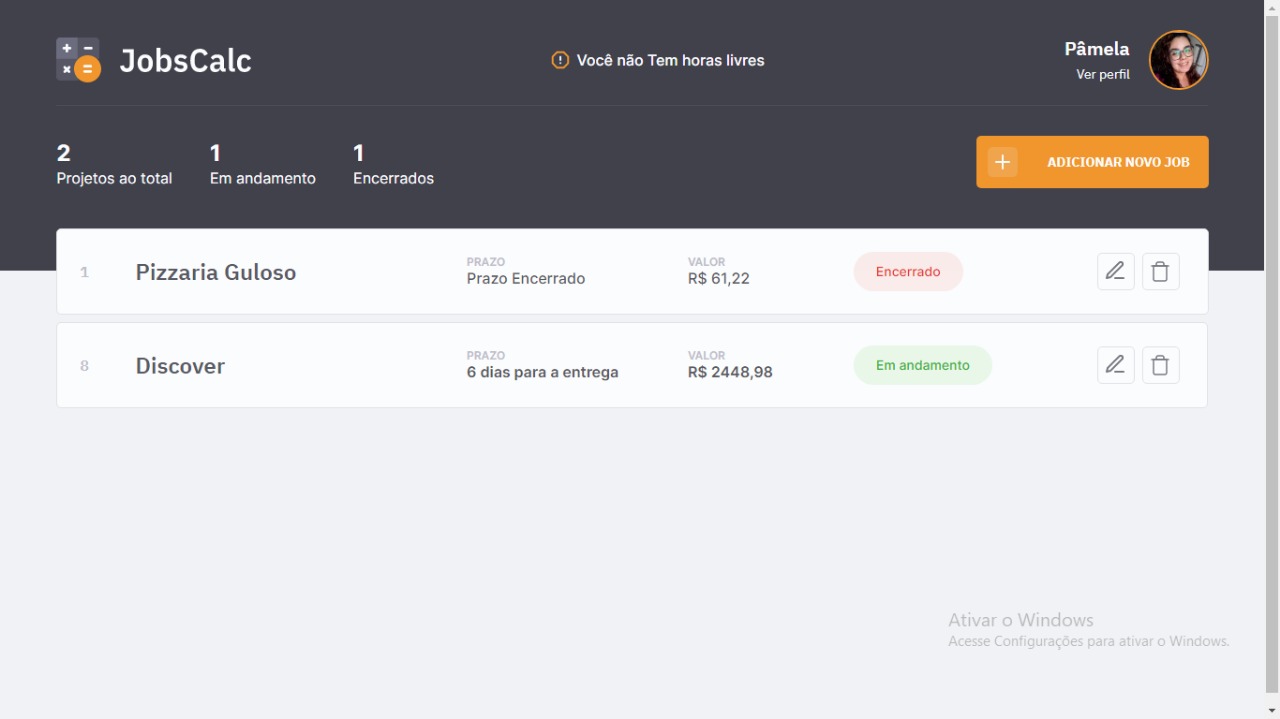 JobsCalc
Você não Tem horas livres
Pâmela
Ver perfil
2
Projetos ao total
1
Em andamento
1
Encerrados
ADICIONAR NOVO JOB
1
Pizzaria Guloso
PRAZO
Prazo Encerrado
VALOR
R$ 61,22
Encerrado
8
Discover
PRAZO
6 dias para a entrega
VALOR
R$ 2448,98
Em andamento
Ativar o Windows
Acesse Configurações para ativar o Windows.